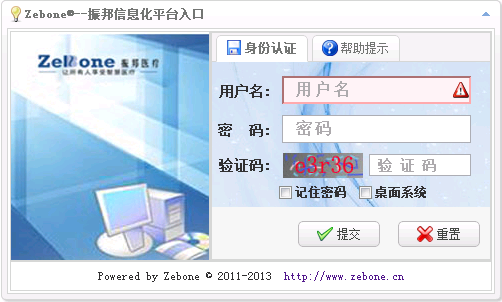 Zebone®--振邦信息化平台入口
ZeBone 振邦医疗
让所有人享受智慧医疗
身份认证 帮助提示
用户名: 用户名
密 码: 密码
验证码: e3r36 验证码
记住密码 桌面系统
提交 重置
Powered by Zebone © 2011-2013 http://www.zebone.cn